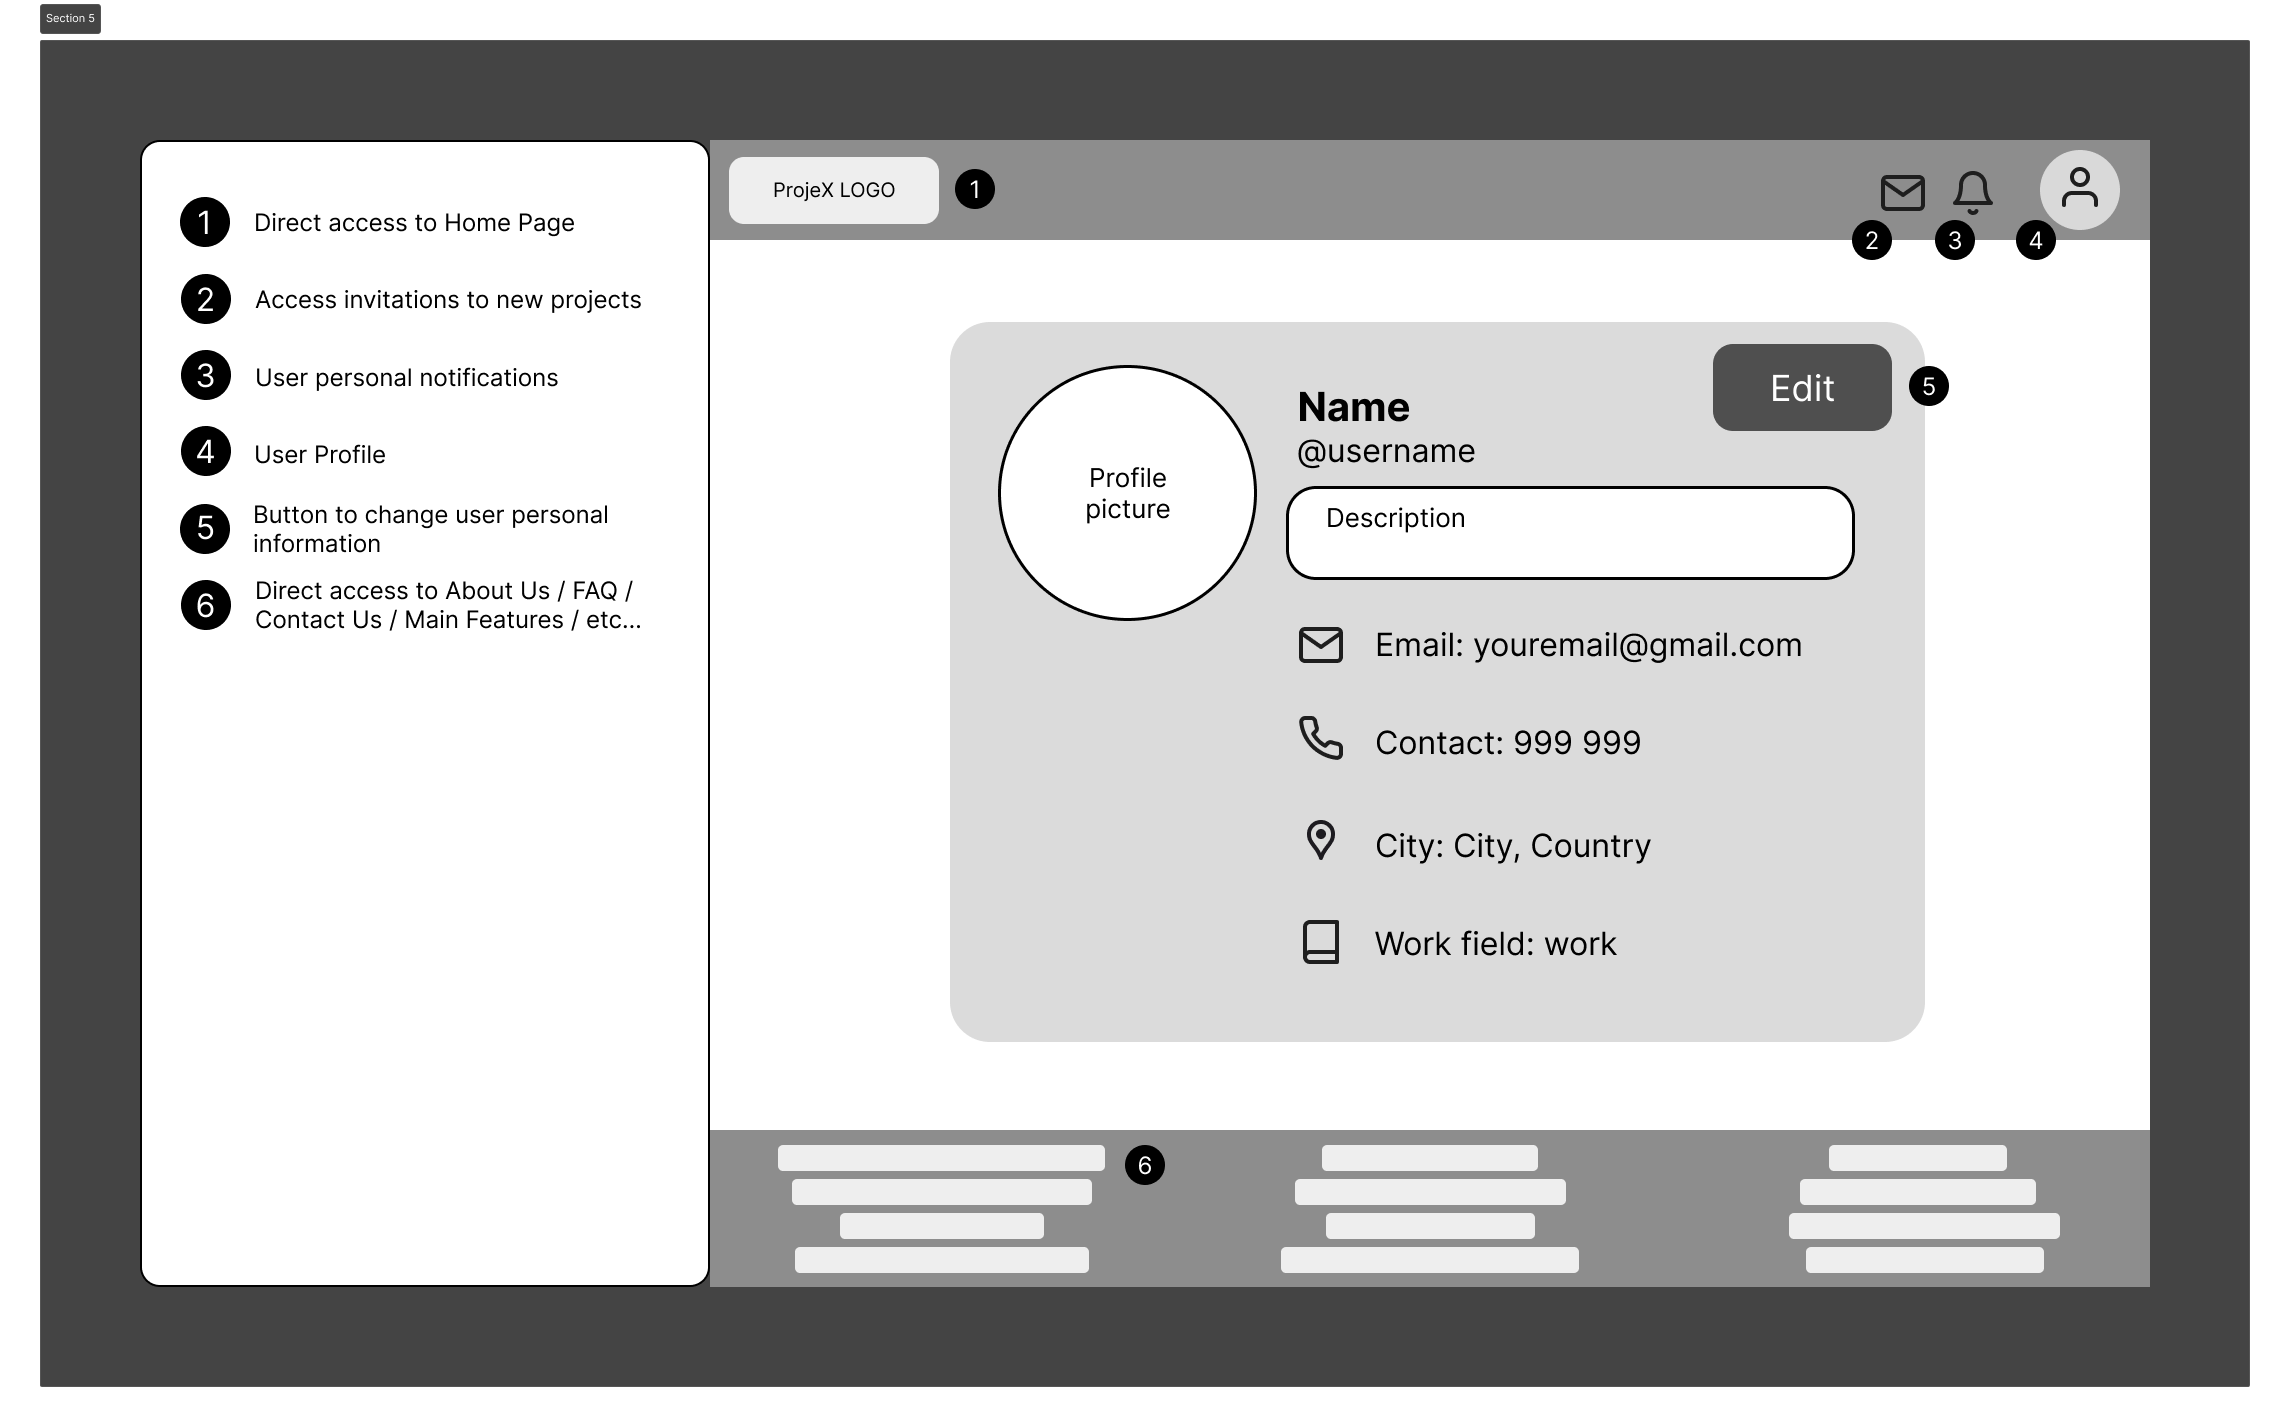 Section 5
1 Direct access to Home Page
2 Access invitations to new projects
3 User personal notifications
4 User Profile
5 Button to change user personal
information
6 Direct access to About Us / FAQ /
Contact Us / Main Features / etc...
ProjeX LOGO 1
2 3 4
Profile
picture
Name
@username
Edit 5
Description
Email: youremail@gmail.com
Contact: 999 999
City: City, Country
Work field: work
6